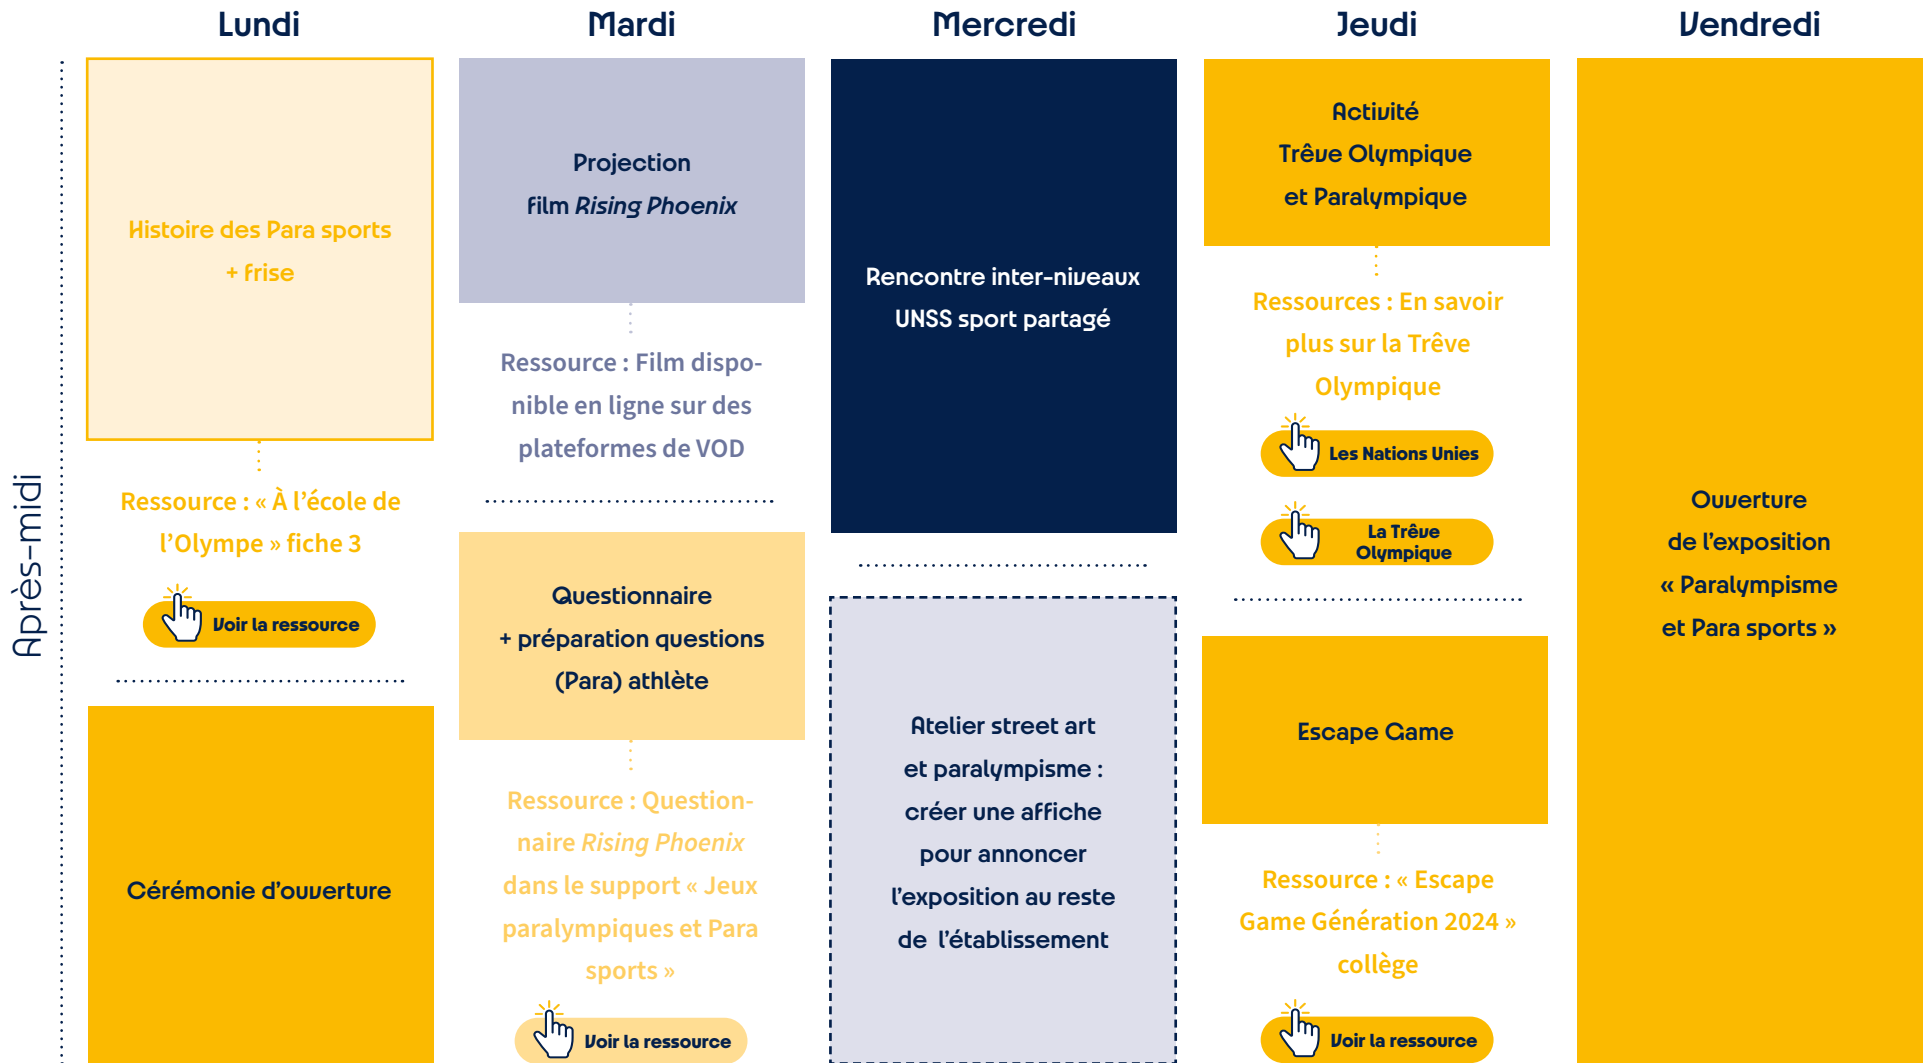 Lundi
Mardi
Mercredi
Jeudi
Vendredi
Après-midi
Histoire des Para sports
+ frise
Ressource : « À l’école de
l’Olympe » fiche 3
Voir la ressource
Cérémonie d’ouverture
Projection
film Rising Phoenix
Ressource : Film dispo-
nible en ligne sur des
plateformes de VOD
Questionnaire
+ préparation questions
(Para) athlète
Ressource : Question-
naire Rising Phoenix
dans le support « Jeux
paralympiques et Para
sports »
Voir la ressource
Rencontre inter-niveaux
UNSS sport partagé
Atelier street art
et paralympisme :
créer une affiche
pour annoncer
l’exposition au reste
de l’établissement
Activité
Trêve Olympique
et Paralympique
Ressources : En savoir
plus sur la Trêve
Olympique
Les Nations Unies
La Trêve
Olympique
Escape Game
Ressource : « Escape
Game Génération 2024 »
collège
Voir la ressource
Ouverture
de l’exposition
« Paralympisme
et Para sports »